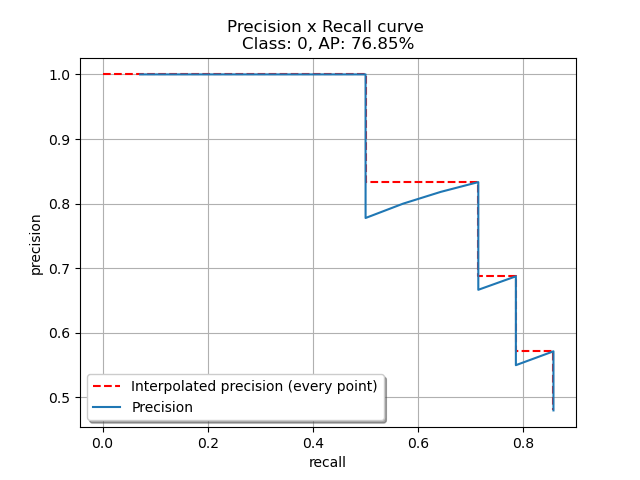 Precision x Recall curve
Class: 0, AP: 76.85%
1.0
0.9
0.8
0.7
0.6
0.5
precision
Interpolated precision (every point)
Precision
0.0 0.2 0.4 0.6 0.8
recall